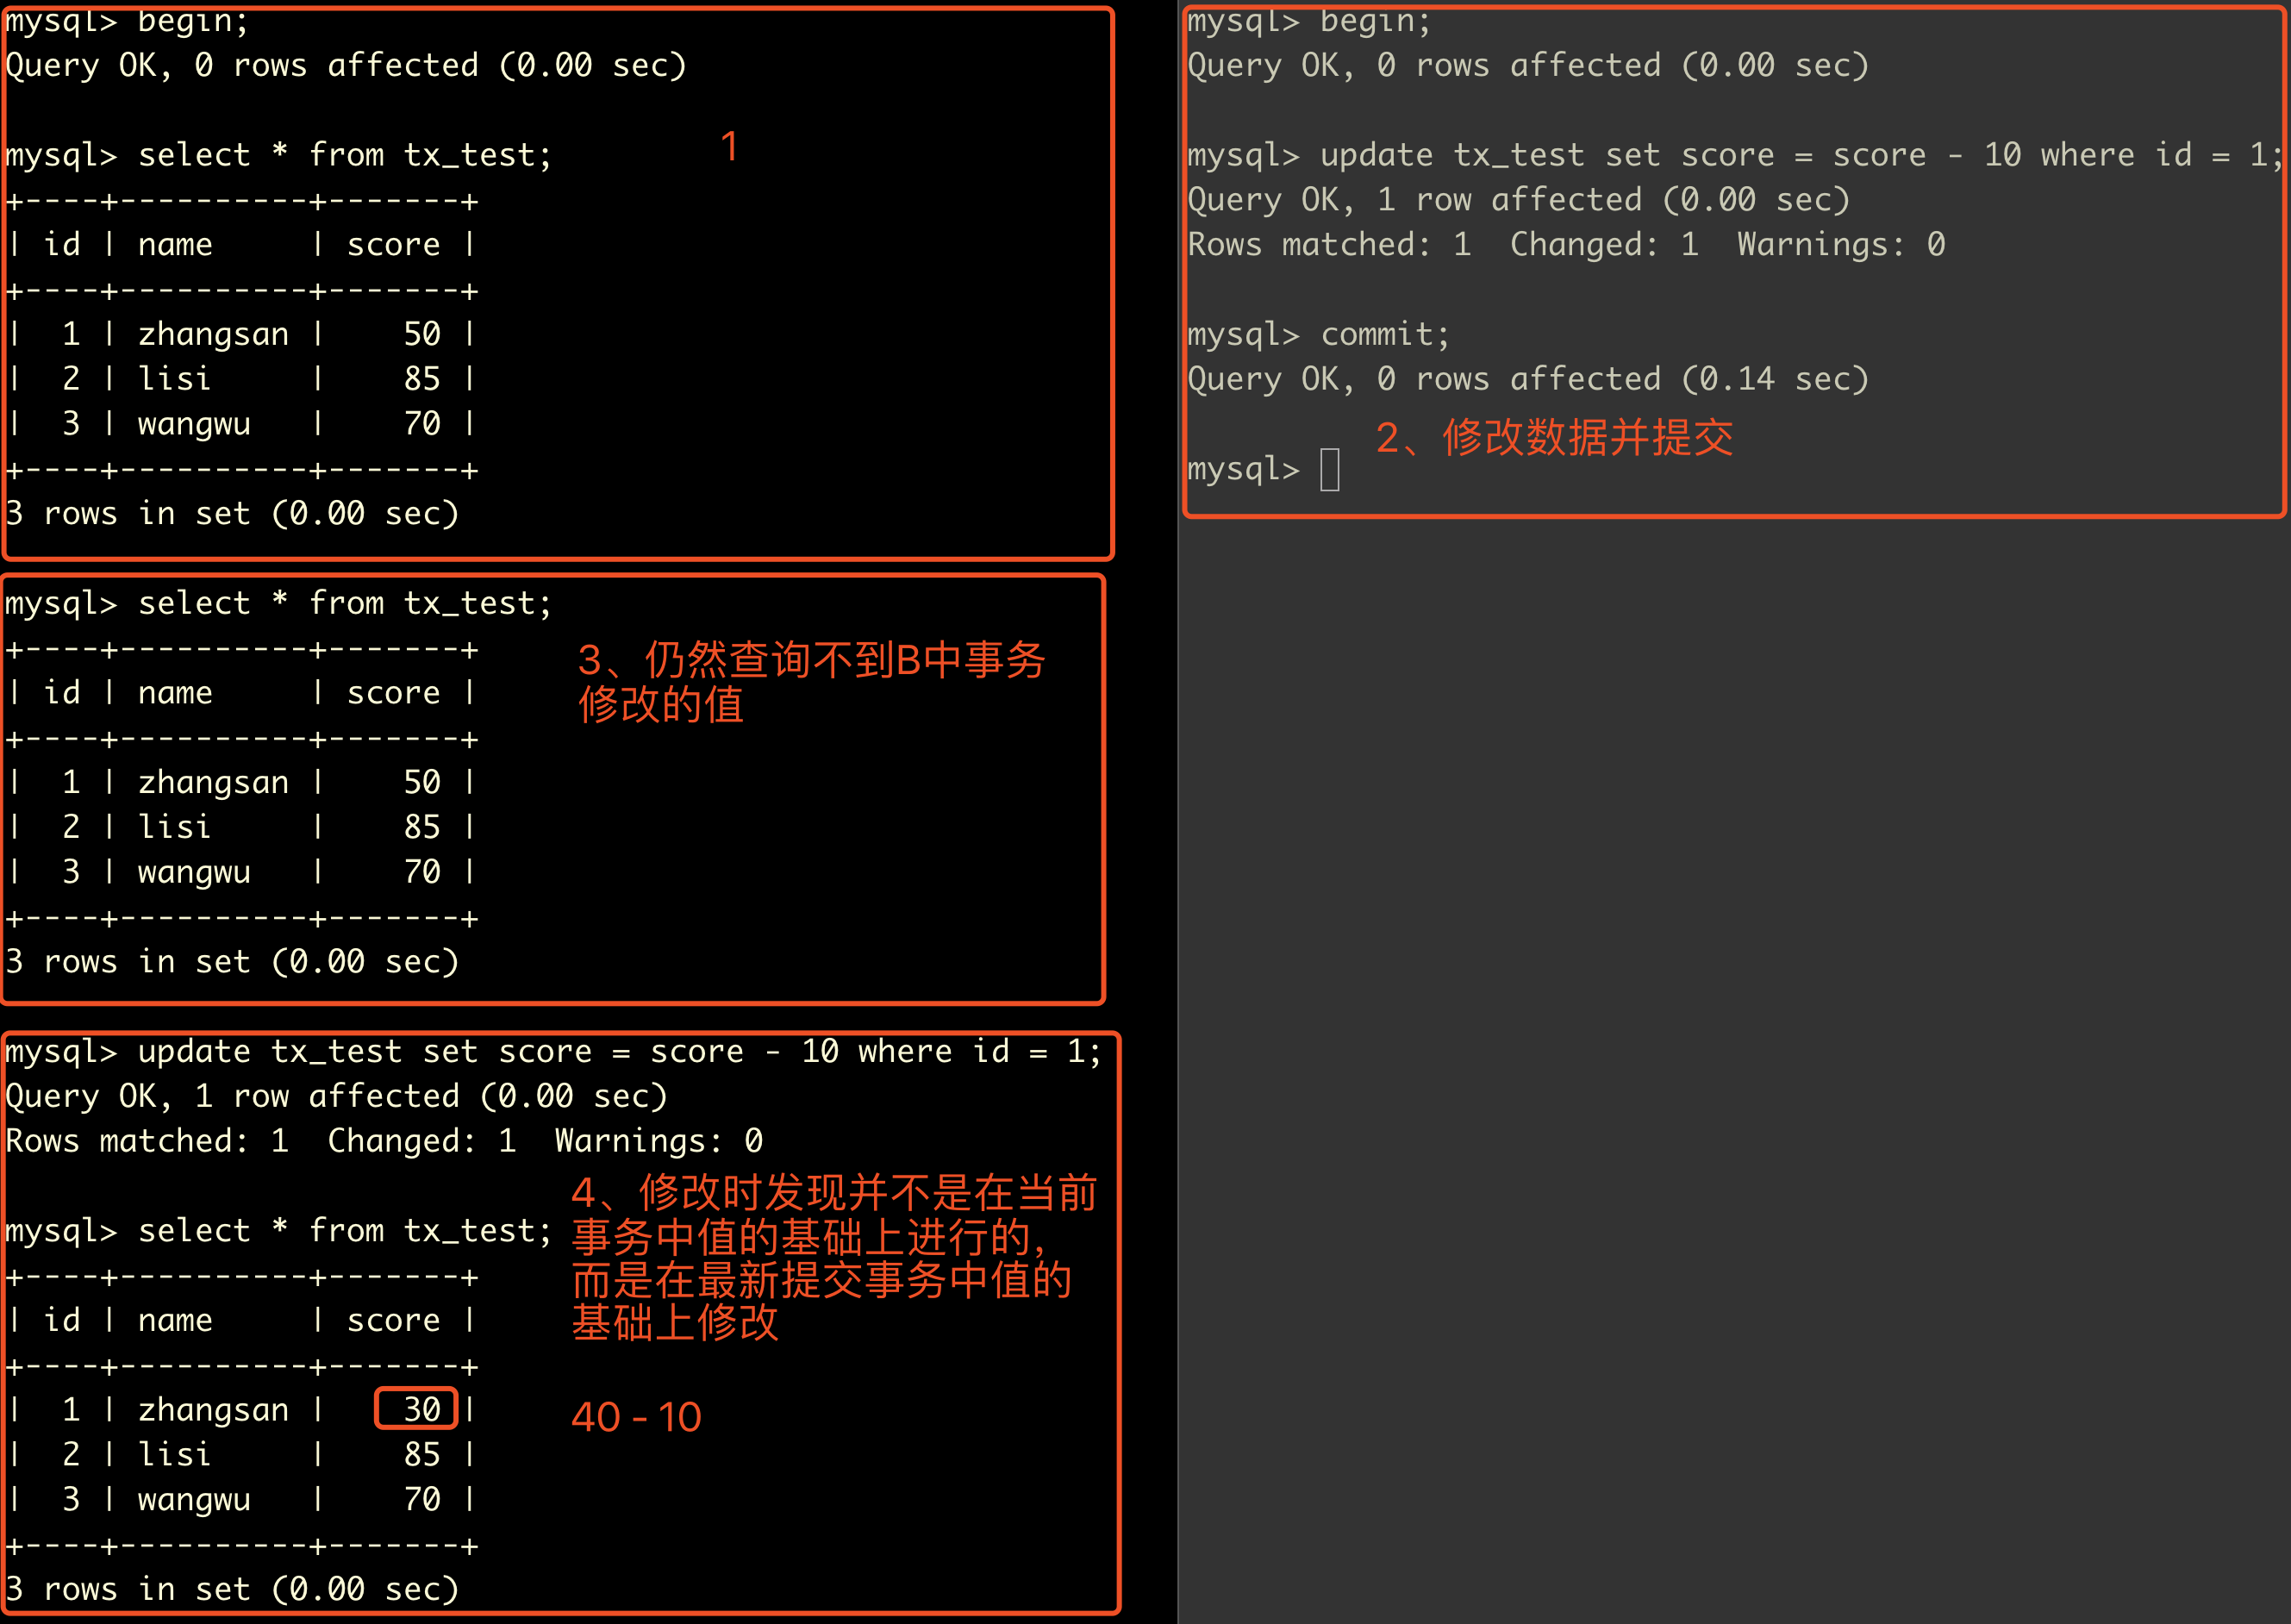 mysql> begin;
Query OK, 0 rows affected (0.00 sec)
mysql> select * from tx_test;
1
+----+----------+-------+
| id | name     | score |
+----+----------+-------+
|  1 | zhangsan |    50 |
|  2 | lisi     |    85 |
|  3 | wangwu   |    70 |
+----+----------+-------+
3 rows in set (0.00 sec)
mysql> begin;
Query OK, 0 rows affected (0.00 sec)
mysql> update tx_test set score = score - 10 where id = 1;
Query OK, 1 row affected (0.00 sec)
Rows matched: 1  Changed: 1  Warnings: 0
mysql> commit;
Query OK, 0 rows affected (0.14 sec)
2、修改数据并提交
mysql>
mysql> select * from tx_test;
+----+----------+-------+
| id | name     | score |
+----+----------+-------+
|  1 | zhangsan |    50 |
|  2 | lisi     |    85 |
|  3 | wangwu   |    70 |
+----+----------+-------+
3 rows in set (0.00 sec)
3、仍然查询不到B中事务
修改的值
mysql> update tx_test set score = score - 10 where id = 1;
Query OK, 1 row affected (0.00 sec)
Rows matched: 1  Changed: 1  Warnings: 0
mysql> select * from tx_test;
+----+----------+-------+
| id | name     | score |
+----+----------+-------+
|  1 | zhangsan |    30 |
|  2 | lisi     |    85 |
|  3 | wangwu   |    70 |
+----+----------+-------+
3 rows in set (0.00 sec)
4、修改时发现并不是在当前
事务中值的基础上进行的，
而是在最新提交事务中值的
基础上修改
40 - 10